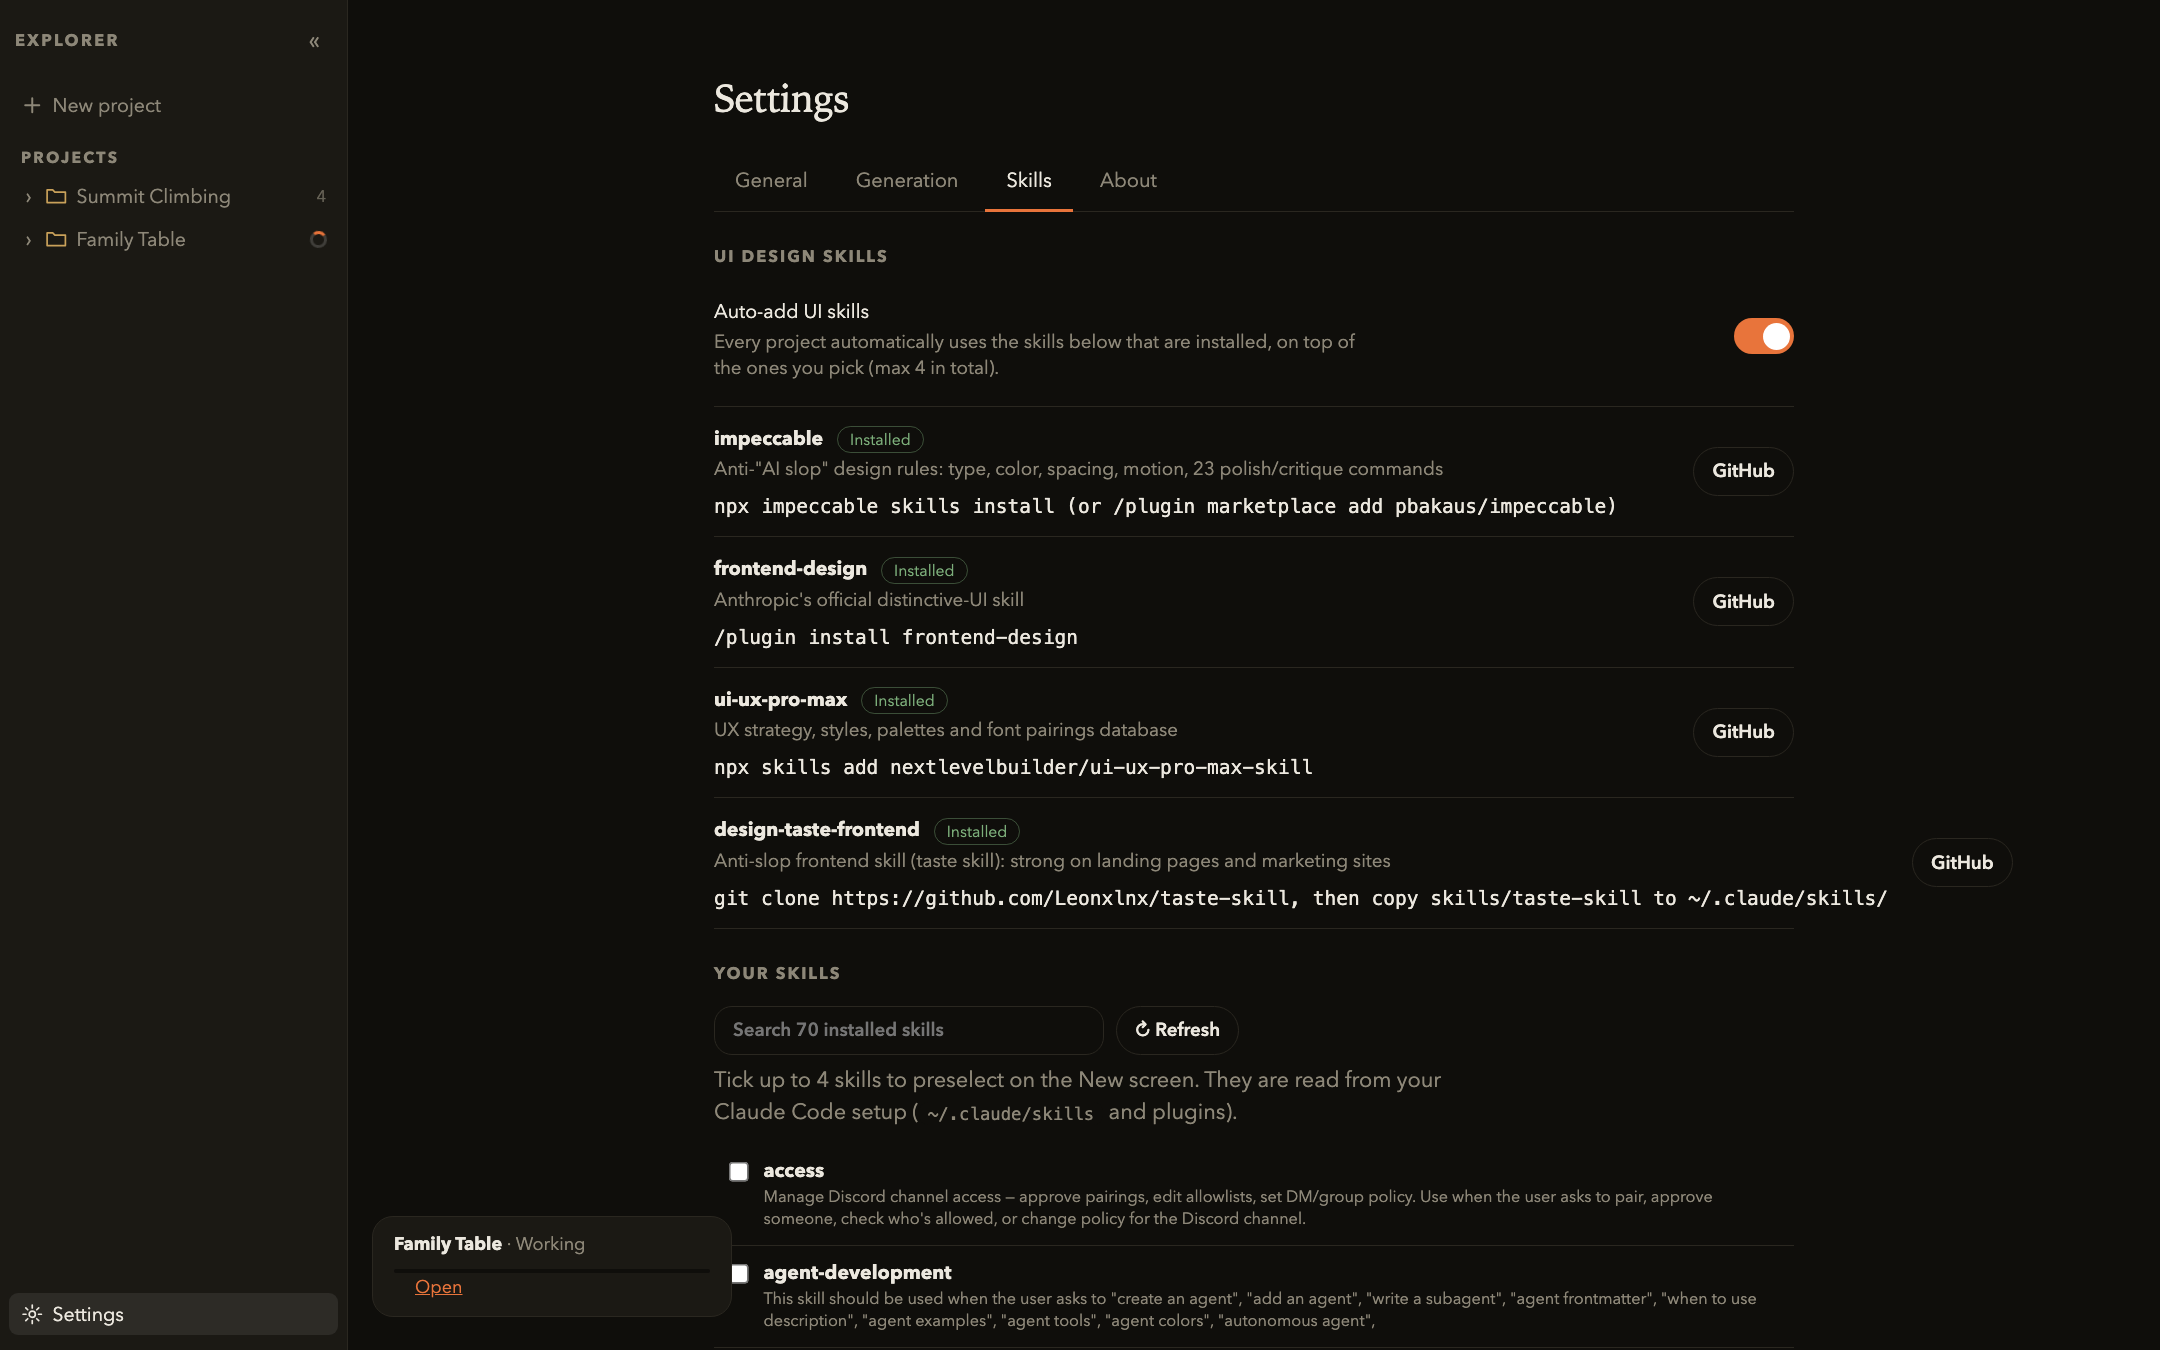 EXPLORER «
+ New project
PROJECTS
› Summit Climbing 4
› Family Table
Settings
Settings
General Generation Skills About
UI DESIGN SKILLS
Auto-add UI skills
Every project automatically uses the skills below that are installed, on top of
the ones you pick (max 4 in total).
impeccable Installed
Anti-"AI slop" design rules: type, color, spacing, motion, 23 polish/critique commands
npx impeccable skills install (or /plugin marketplace add pbakaus/impeccable)
GitHub
frontend-design Installed
Anthropic's official distinctive-UI skill
/plugin install frontend-design
GitHub
ui-ux-pro-max Installed
UX strategy, styles, palettes and font pairings database
npx skills add nextlevelbuilder/ui-ux-pro-max-skill
GitHub
design-taste-frontend Installed
Anti-slop frontend skill (taste skill): strong on landing pages and marketing sites
git clone https://github.com/Leonxlnx/taste-skill, then copy skills/taste-skill to ~/.claude/skills/
GitHub
YOUR SKILLS
Search 70 installed skills ↻ Refresh
Tick up to 4 skills to preselect on the New screen. They are read from your
Claude Code setup ( ~/.claude/skills and plugins).
access
Manage Discord channel access — approve pairings, edit allowlists, set DM/group policy. Use when the user asks to pair, approve
someone, check who's allowed, or change policy for the Discord channel.
agent-development
This skill should be used when the user asks to "create an agent", "add an agent", "write a subagent", "agent frontmatter", "when to use
description", "agent examples", "agent tools", "agent colors", "autonomous agent",
Family Table · Working
Open